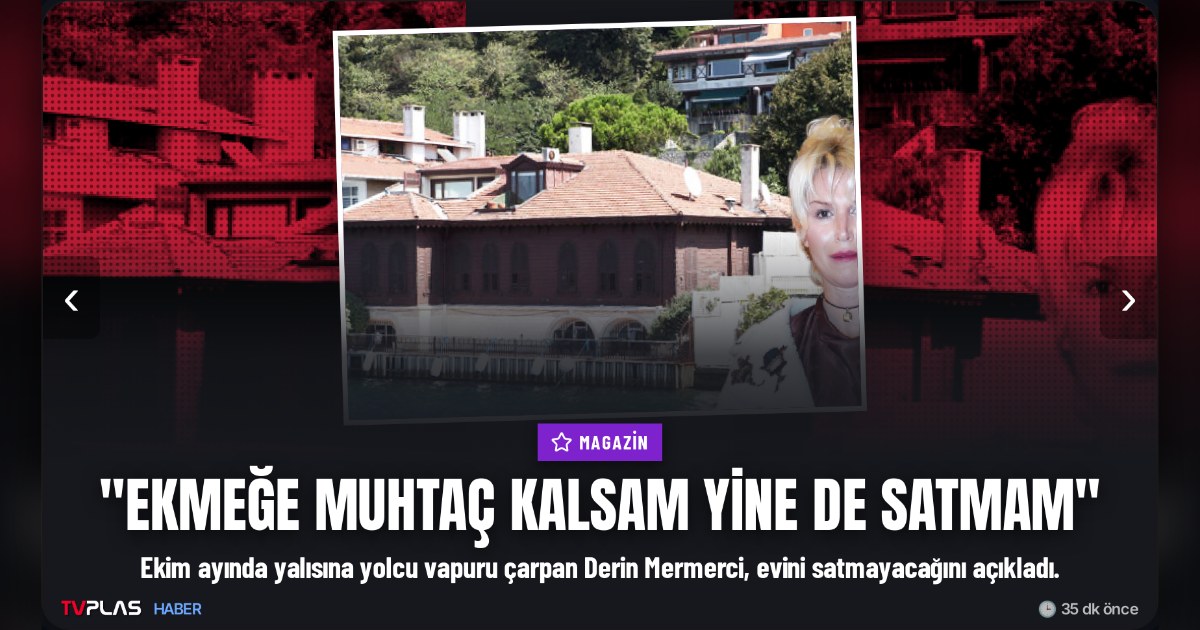 MAGAZİN
"EKMEĞE MUHTAÇ KALSAM YİNE DE SATMAM"
Ekim ayında yalısına yolcu vapuru çarpan Derin Mermerci, evini satmayacağını açıkladı.
TVPLAS HABER
35 dk önce